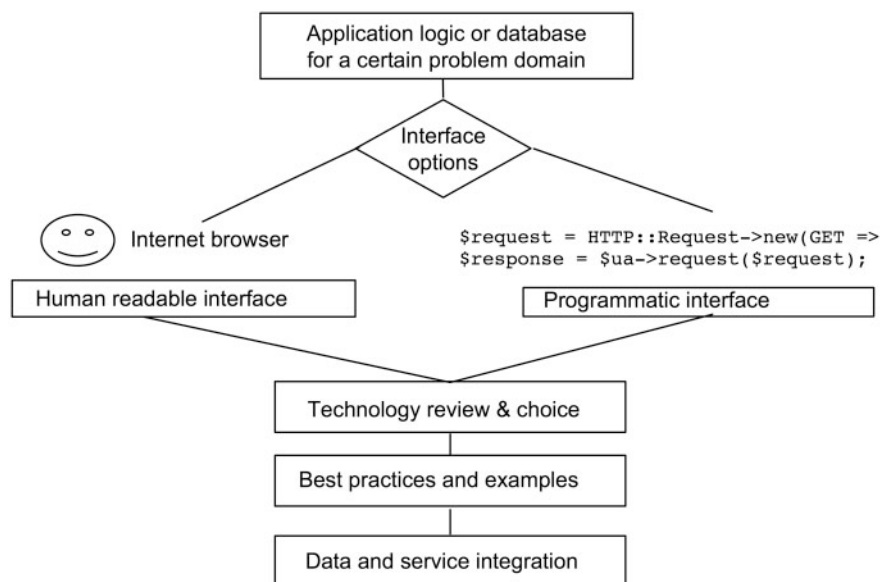 Application logic or database
for a certain problem domain
Interface
options
Internet browser
$request = HTTP::Request->new(GET =>
$response = $ua->request($request);
Human readable interface
Programmatic interface
Technology review & choice
Best practices and examples
Data and service integration